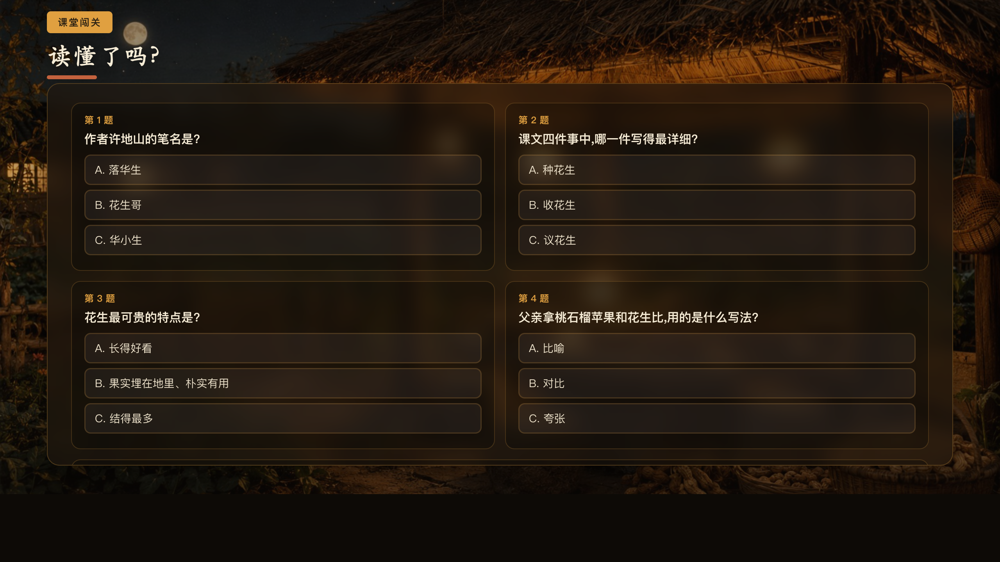 课堂闯关
读懂了吗?
第 1 题
作者许地山的笔名是?
A. 落华生
B. 花生哥
C. 华小生
第 2 题
课文四件事中,哪一件写得最详细?
A. 种花生
B. 收花生
C. 议花生
第 3 题
花生最可贵的特点是?
A. 长得好看
B. 果实埋在地里、朴实有用
C. 结得最多
第 4 题
父亲拿桃石榴苹果和花生比,用的是什么写法?
A. 比喻
B. 对比
C. 夸张